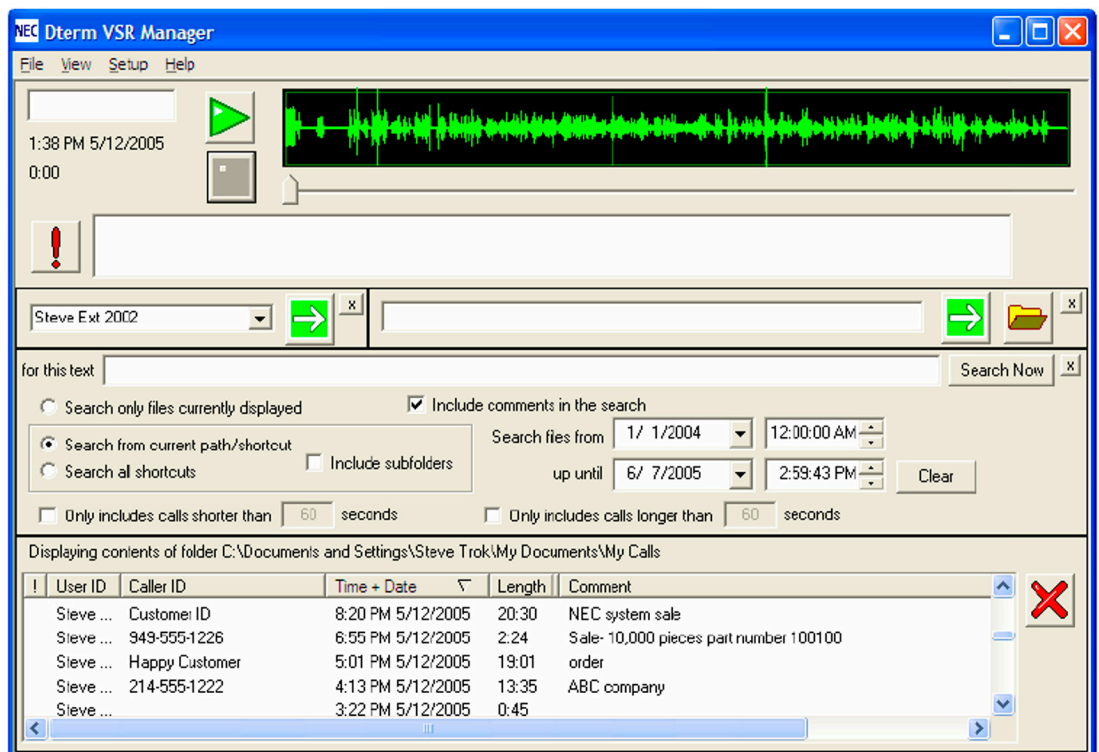 NEC Dterm VSR Manager
File View Setup Help
1:38 PM 5/12/2005
0:00
Steve Ext 2002
x
x
for this text
Search Now
x
Search only files currently displayed
Include comments in the search
Search from current path/shortcut
Search all shortcuts
Include subfolders
Search files from 1/ 1/2004 12:00:00 AM
up until 6/ 7/2005 2:59:43 PM
Clear
Only includes calls shorter than 60 seconds
Only includes calls longer than 60 seconds
Displaying contents of folder C:\Documents and Settings\Steve Trok\My Documents\My Calls
! User ID Caller ID Time + Date Length Comment
Steve ... Customer ID 8:20 PM 5/12/2005 20:30 NEC system sale
Steve ... 949-555-1226 6:55 PM 5/12/2005 2:24 Sale- 10,000 pieces part number 100100
Steve ... Happy Customer 5:01 PM 5/12/2005 19:01 order
Steve ... 214-555-1222 4:13 PM 5/12/2005 13:35 ABC company
Steve ... 3:22 PM 5/12/2005 0:45